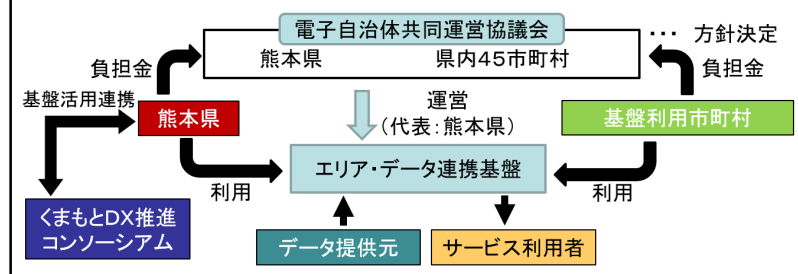 電子自治体共同運営協議会
熊本県 県内45市町村
･･･ 方針決定
負担金
負担金
基盤活用連携
熊本県
運営
（代表：熊本県）
基盤利用市町村
エリア・データ連携基盤
利用
利用
くまもとDX推進
コンソーシアム
データ提供元
サービス利用者